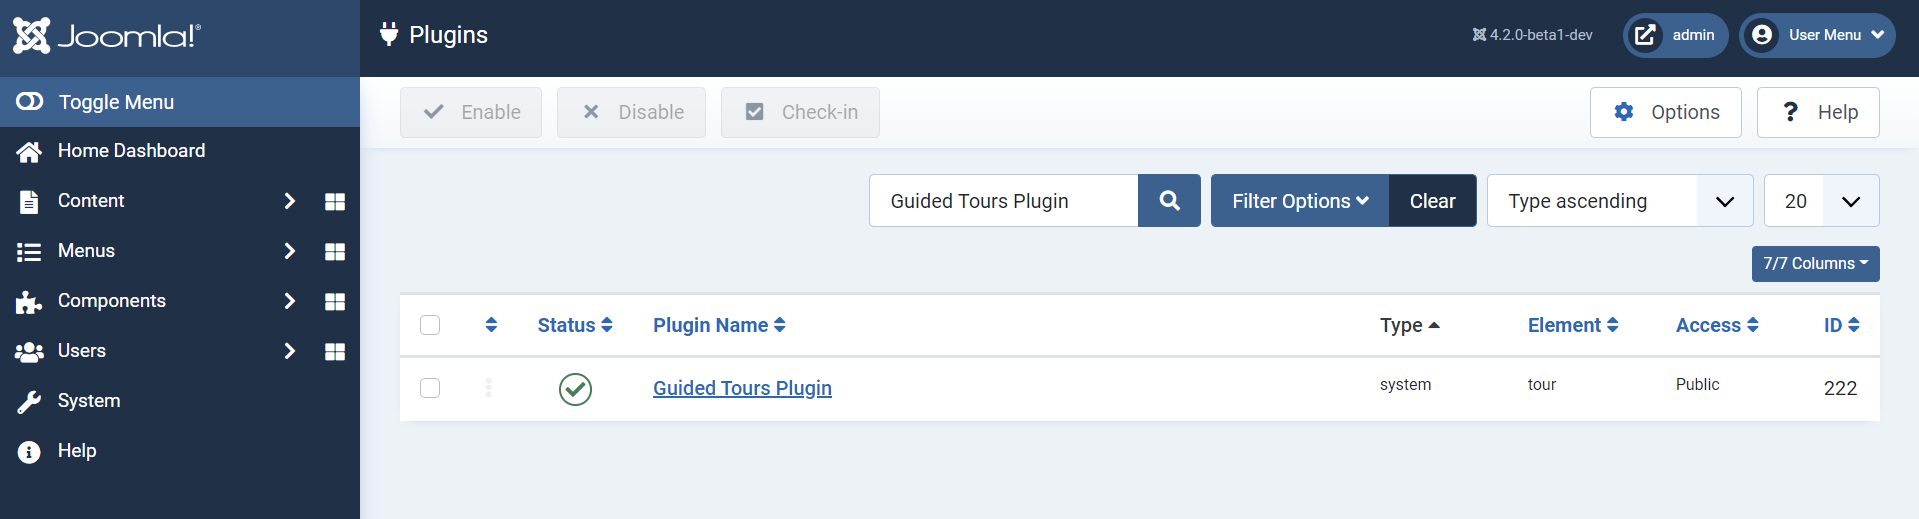 Joomla!®
Plugins
4.2.0-beta1-dev
admin
User Menu
Toggle Menu
Home Dashboard
Content
Menus
Components
Users
System
Help
Enable
Disable
Check-in
Options
? Help
Guided Tours Plugin
Filter Options
Clear
Type ascending
20
7/7 Columns
Status Plugin Name Type Element Access ID
Guided Tours Plugin system tour Public 222